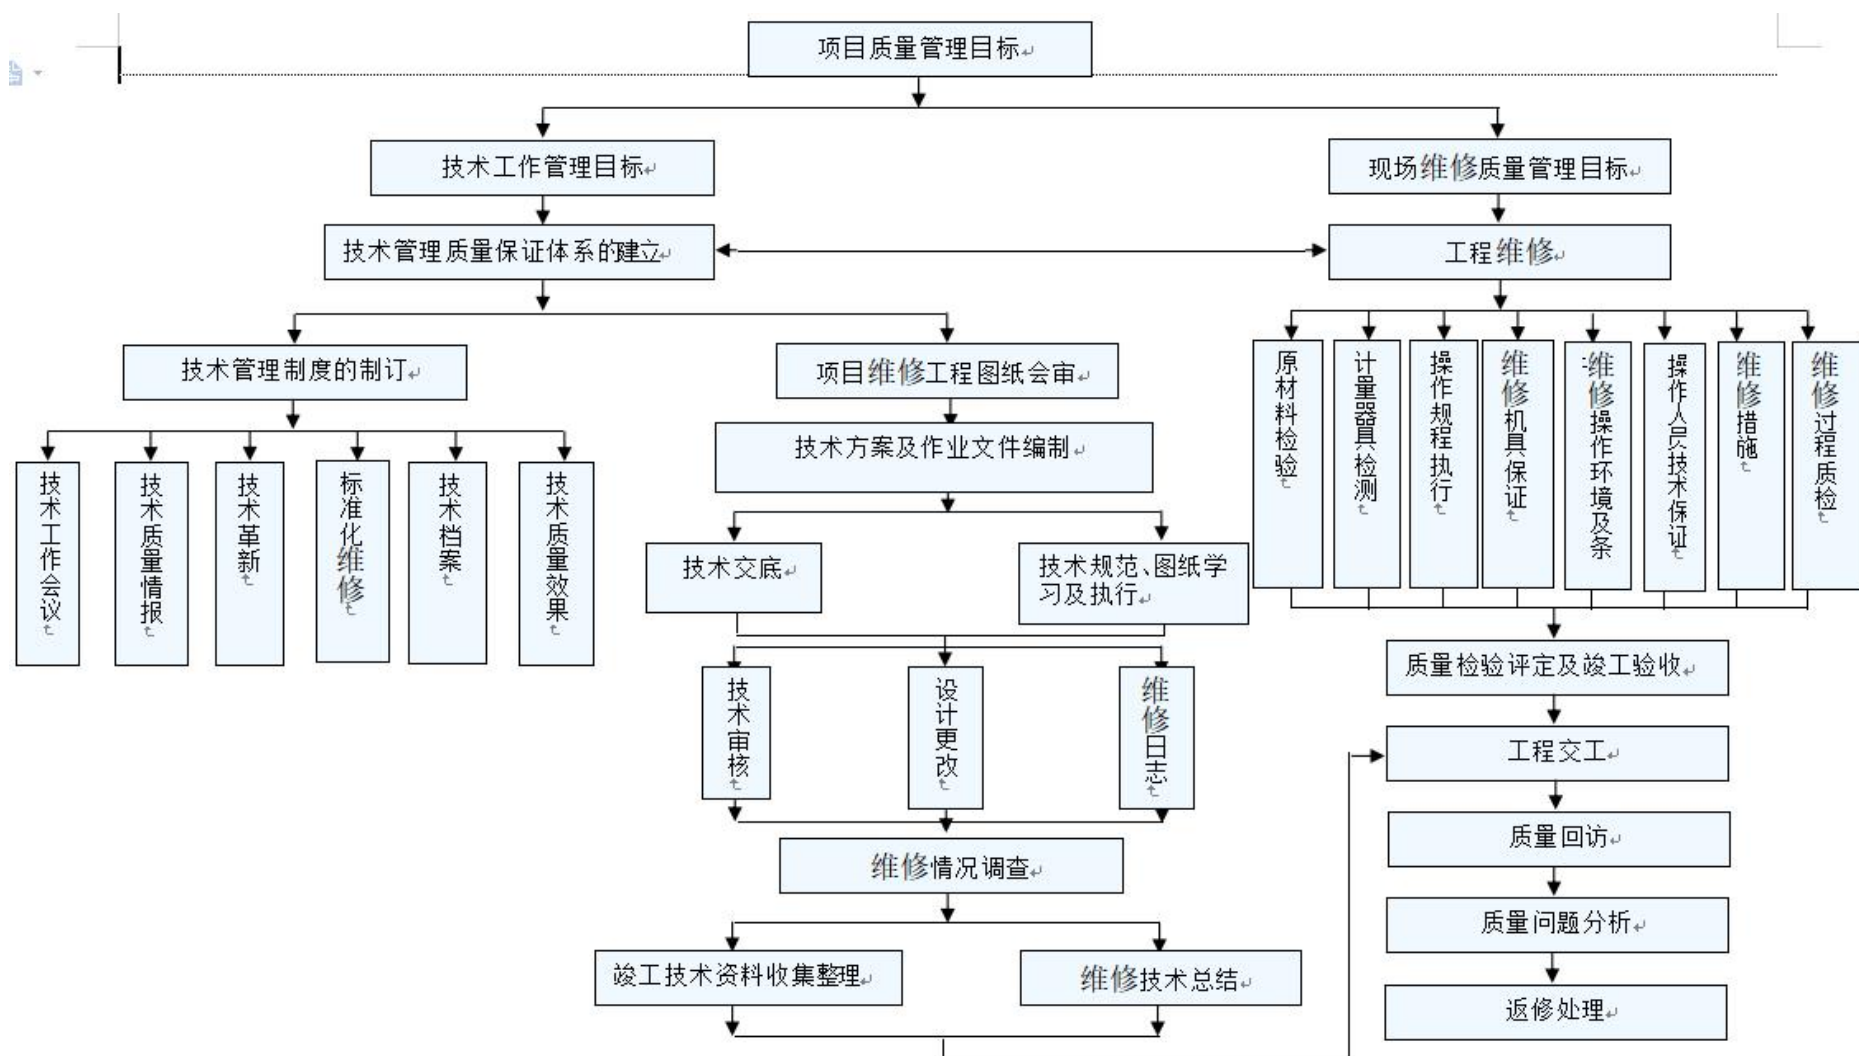 项目质量管理目标
技术工作管理目标
现场维修质量管理目标
技术管理质量保证体系的建立
工程维修
技术管理制度的制订
项目维修工程图纸会审
原材料检验
计量器具检测
操作规程执行
维修机具保证
维修操作环境及条
操作人员技术保证
维修措施
维修过程质检
技术方案及作业文件编制
技术工作会议
技术质量情报
技术革新
标准化维修
技术档案
技术质量效果
技术交底
技术规范、图纸学
习及执行
质量检验评定及竣工验收
技术审核
设计更改
维修日志
工程交工
质量回访
维修情况调查
质量问题分析
竣工技术资料收集整理
维修技术总结
返修处理